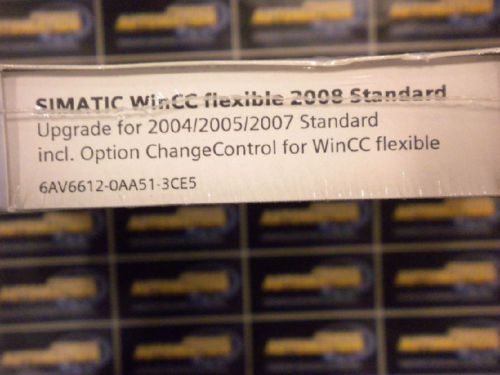 SIMATIC WinCC flexible 2008 Standard
Upgrade for 2004/2005/2007 Standard
incl. Option ChangeControl for WinCC flexible
6AV6612-0AA51-3CE5